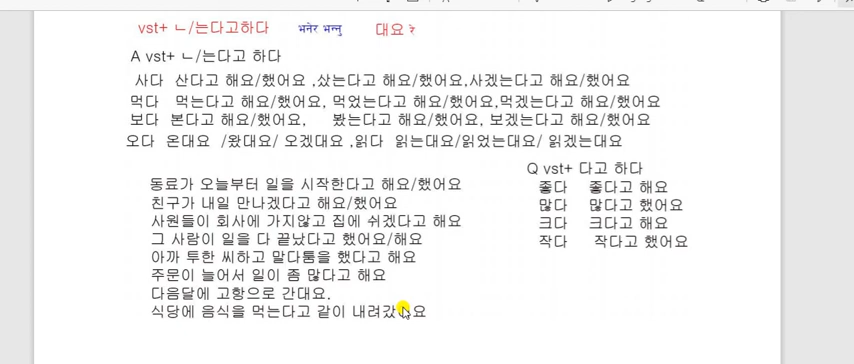 vst+ ㄴ/는다고하다 भनेर भन्नु 대요 रे
A vst+ ㄴ/는다고 하다
사다 산다고 해요/했어요 ,샀는다고 해요/했어요,사겠는다고 해요/했어요
먹다 먹는다고 해요/했어요, 먹었는다고 해요/했어요,먹겠는다고 해요/했어요
보다 본다고 해요/했어요, 봤는다고 해요/했어요, 보겠는다고 해요/했어요
오다 온대요 /왔대요/ 오겠대요 ,읽다 읽는대요/읽었는대요/ 읽겠는대요
동료가 오늘부터 일을 시작한다고 해요/했어요
친구가 내일 만나겠다고 해요/했어요
사원들이 회사에 가지않고 집에 쉬겠다고 해요
그 사람이 일을 다 끝났다고 했어요/해요
아까 투한 씨하고 말다툼을 했다고 해요
주문이 늘어서 일이 좀 많다고 해요
다음달에 고향으로 간대요.
식당에 음식을 먹는다고 같이 내려갔
Q vst+ 다고 하다
좋다 좋다고 해요
많다 많다고 했어요
크다 크다고 해요
작다 작다고 했어요